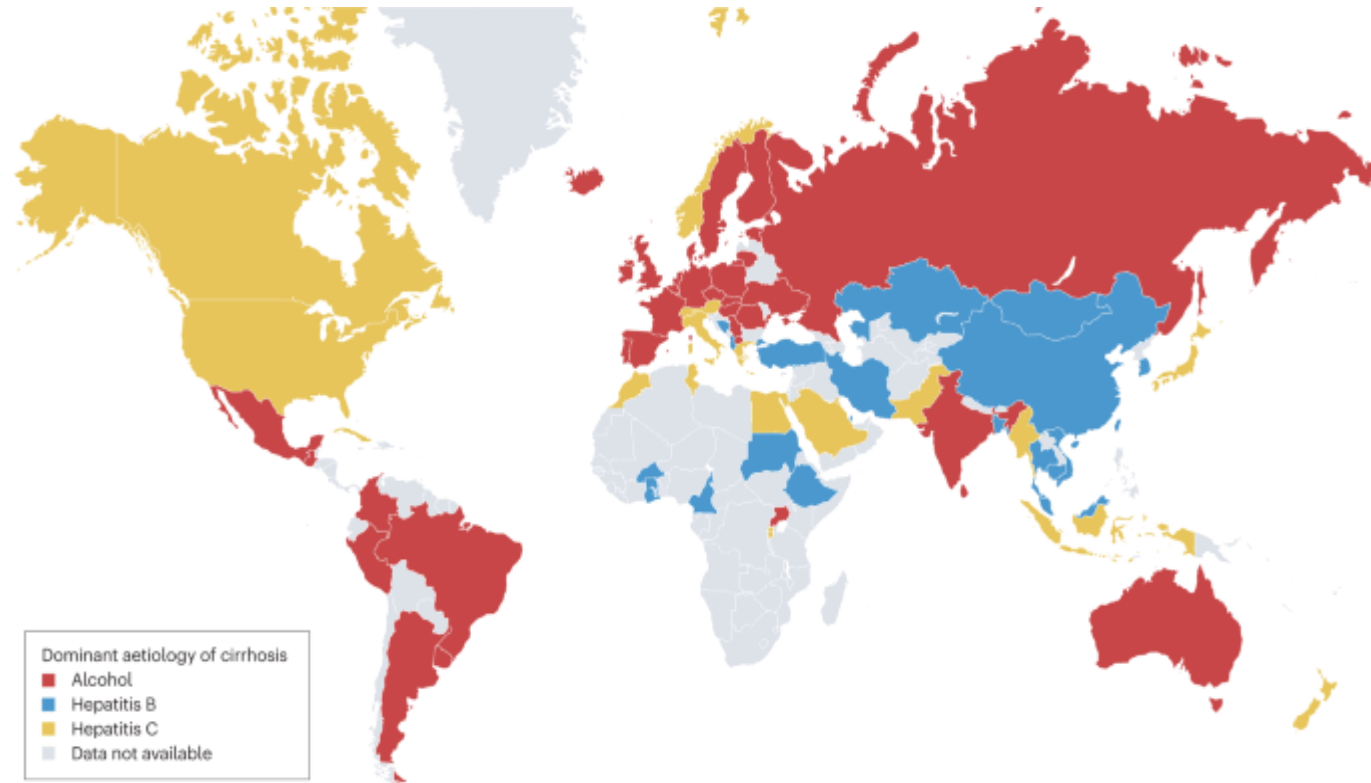 Dominant aetiology of cirrhosis
Alcohol
Hepatitis B
Hepatitis C
Data not available